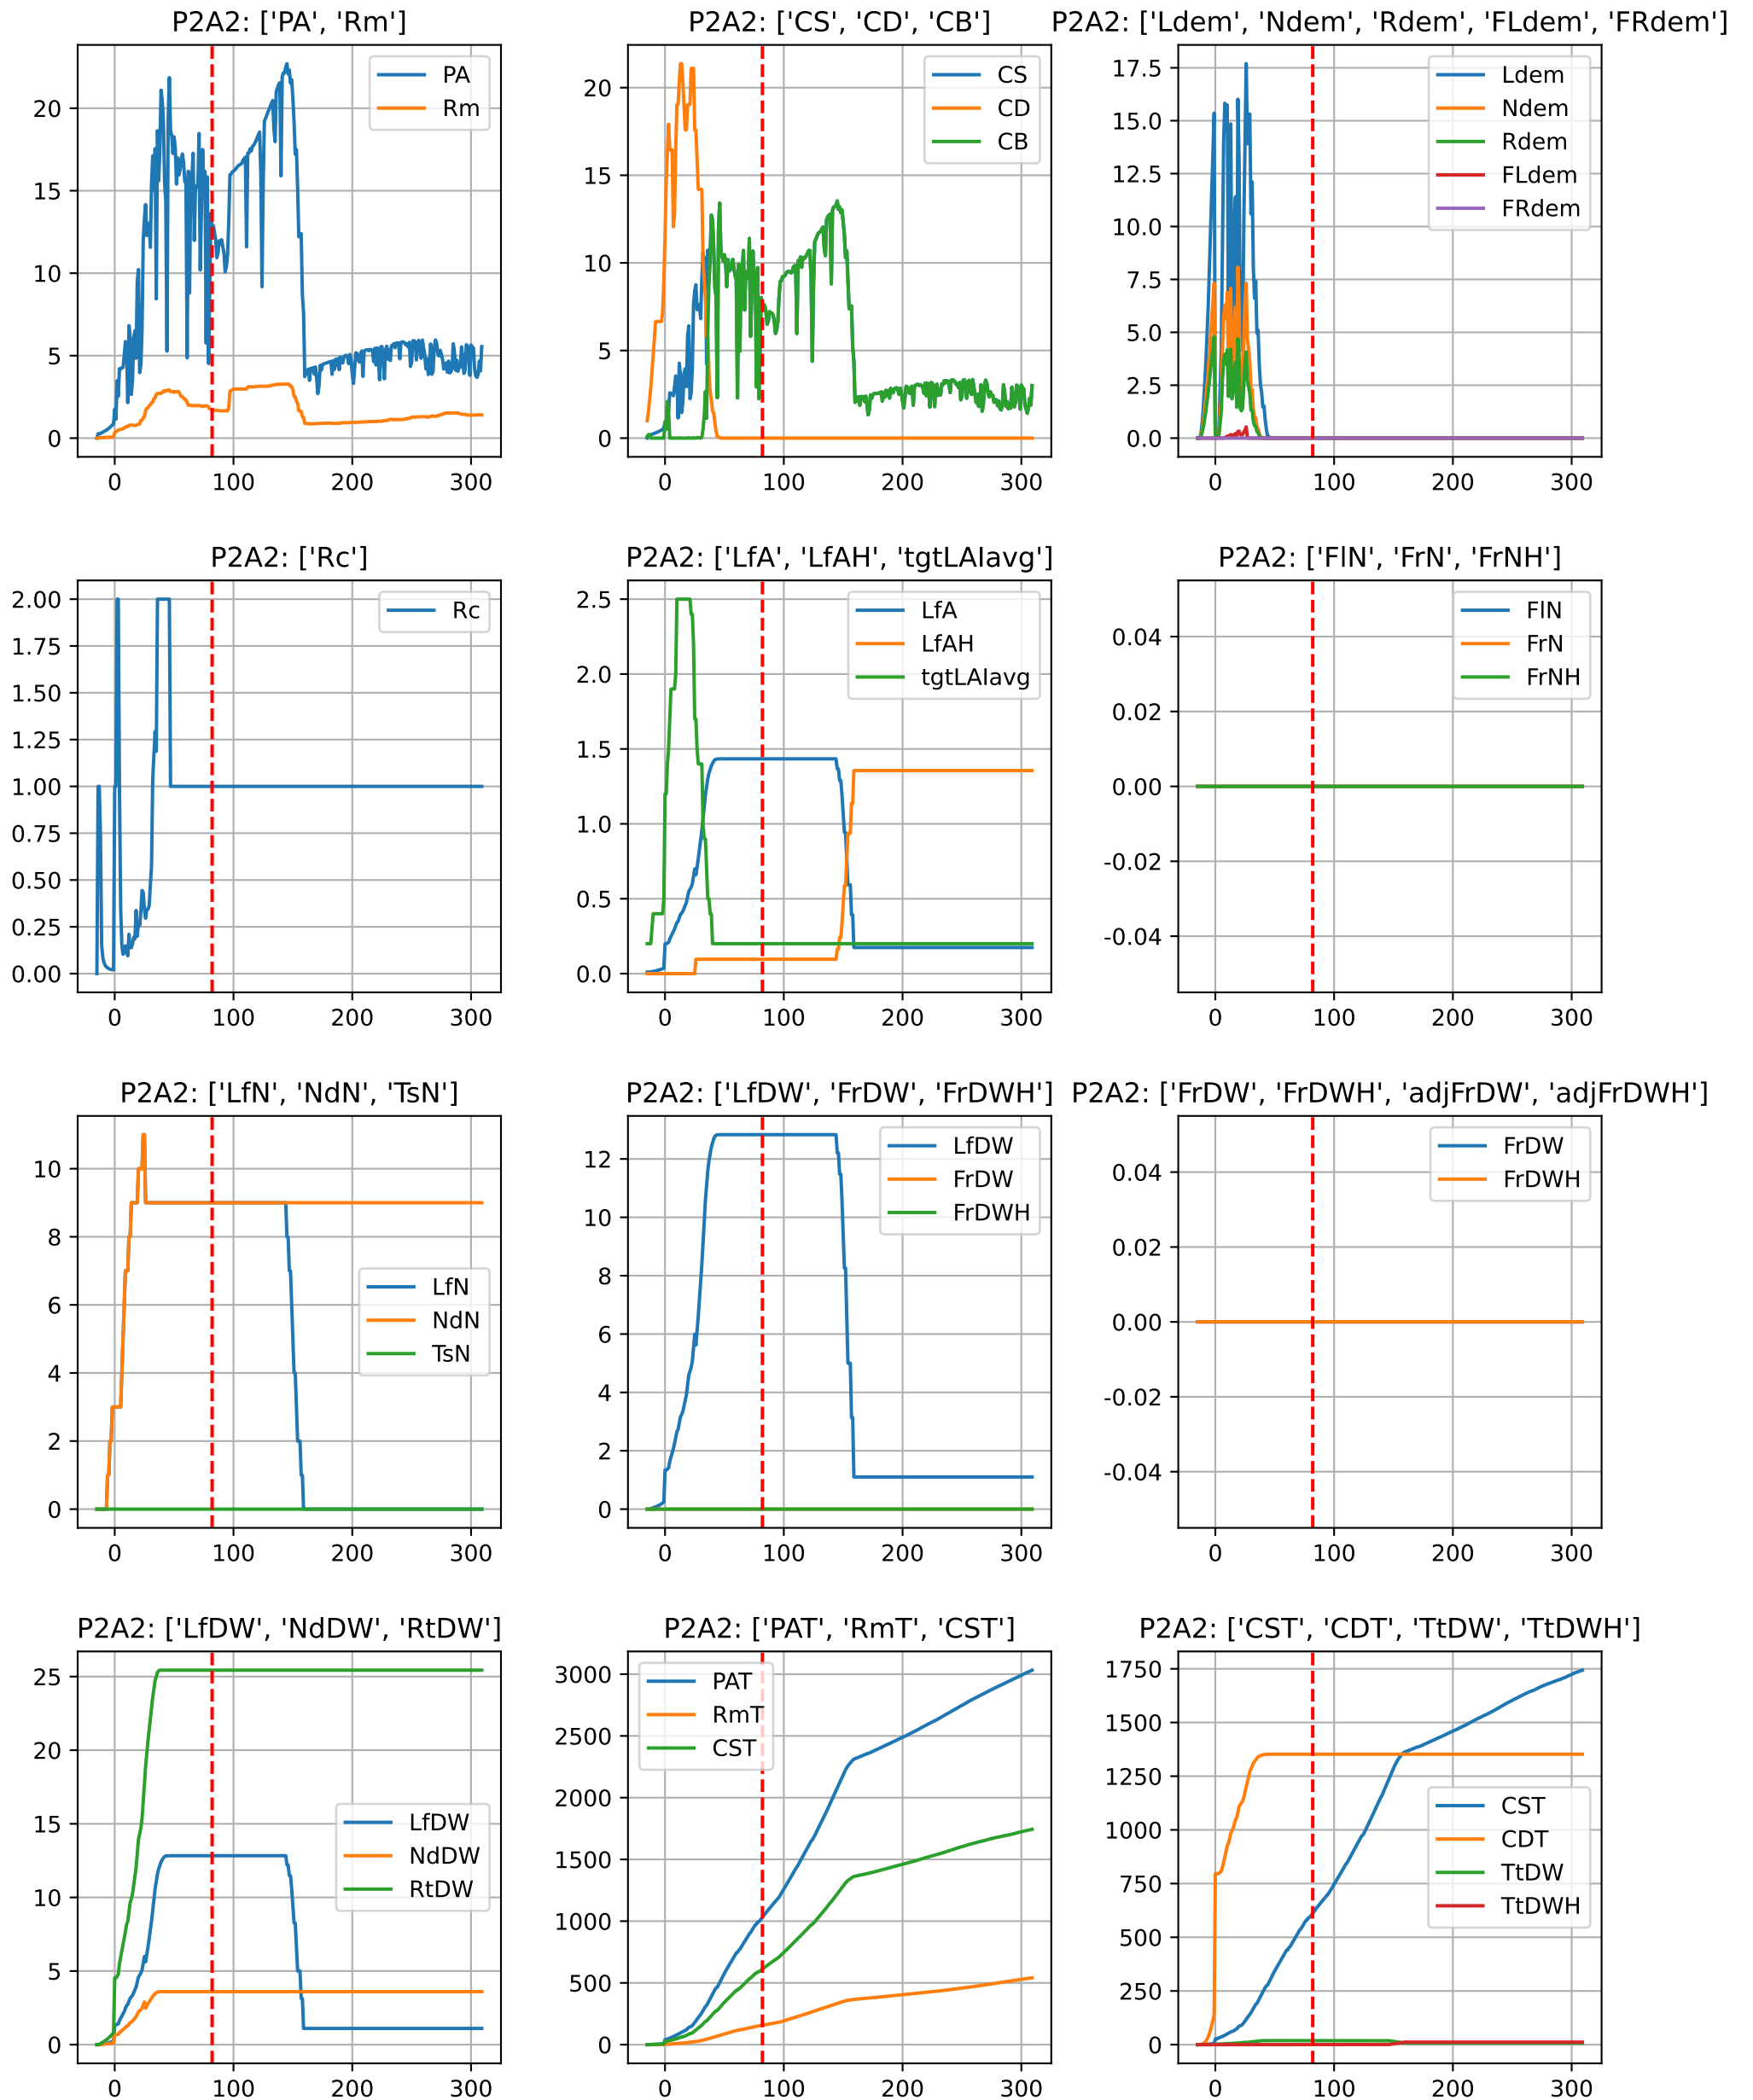 P2A2: ['PA', 'Rm']
PA
Rm
20
15
10
5
0
0 100 200 300
P2A2: ['CS', 'CD', 'CB']
CS
CD
CB
20
15
10
5
0
0 100 200 300
P2A2: ['Ldem', 'Ndem', 'Rdem', 'FLdem', 'FRdem']
Ldem
Ndem
Rdem
FLdem
FRdem
17.5
15.0
12.5
10.0
7.5
5.0
2.5
0.0
0 100 200 300
P2A2: ['Rc']
Rc
2.00
1.75
1.50
1.25
1.00
0.75
0.50
0.25
0.00
0 100 200 300
P2A2: ['LfA', 'LfAH', 'tgtLAIavg']
LfA
LfAH
tgtLAIavg
2.5
2.0
1.5
1.0
0.5
0.0
0 100 200 300
P2A2: ['FlN', 'FrN', 'FrNH']
FlN
FrN
FrNH
0.04
0.02
0.00
-0.02
-0.04
0 100 200 300
P2A2: ['LfN', 'NdN', 'TsN']
LfN
NdN
TsN
10
8
6
4
2
0
0 100 200 300
P2A2: ['LfDW', 'FrDW', 'FrDWH']
LfDW
FrDW
FrDWH
12
10
8
6
4
2
0
0 100 200 300
P2A2: ['FrDW', 'FrDWH', 'adjFrDW', 'adjFrDWH']
FrDW
FrDWH
0.04
0.02
0.00
-0.02
-0.04
0 100 200 300
P2A2: ['LfDW', 'NdDW', 'RtDW']
LfDW
NdDW
RtDW
25
20
15
10
5
0
0 100 200 300
P2A2: ['PAT', 'RmT', 'CST']
PAT
RmT
CST
3000
2500
2000
1500
1000
500
0
0 100 200 300
P2A2: ['CST', 'CDT', 'TtDW', 'TtDWH']
CST
CDT
TtDW
TtDWH
1750
1500
1250
1000
750
500
250
0
0 100 200 300